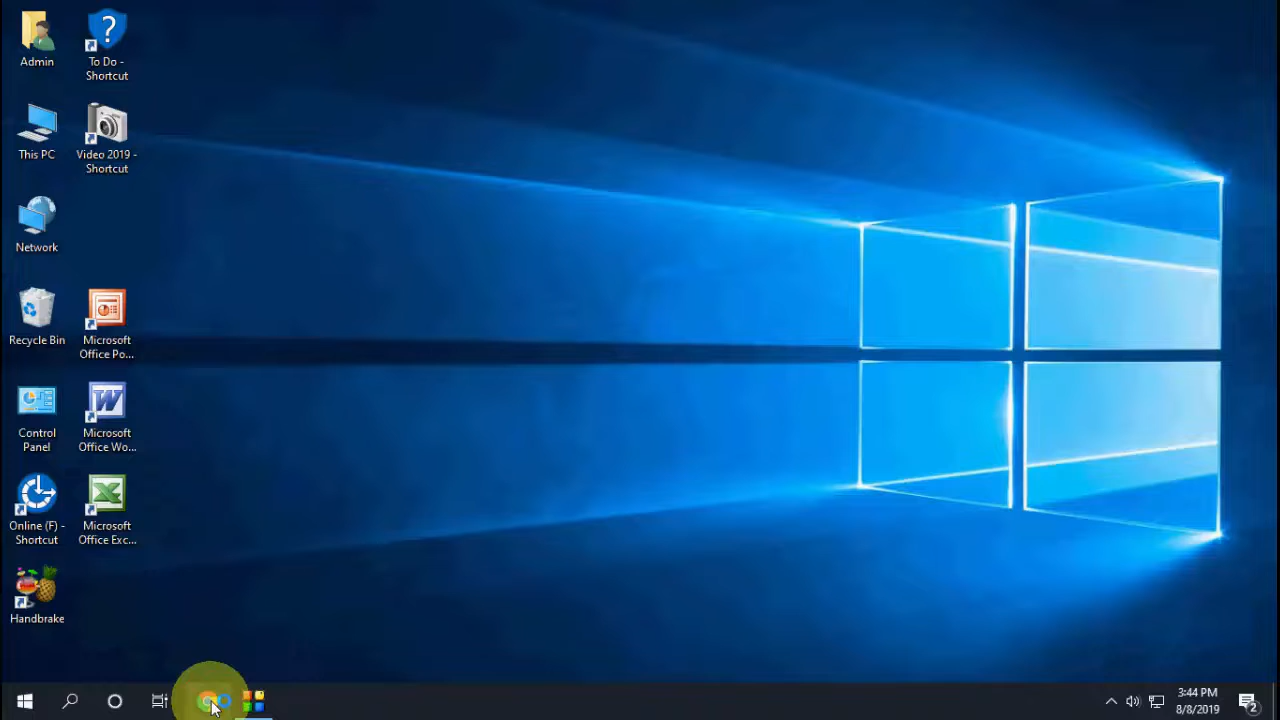 Admin
To Do -
Shortcut
This PC
Video 2019 -
Shortcut
Network
Recycle Bin
Microsoft
Office Po...
Control
Panel
Microsoft
Office Wo...
Online (F) -
Shortcut
Microsoft
Office Exc...
Handbrake
3:44 PM
8/8/2019
2